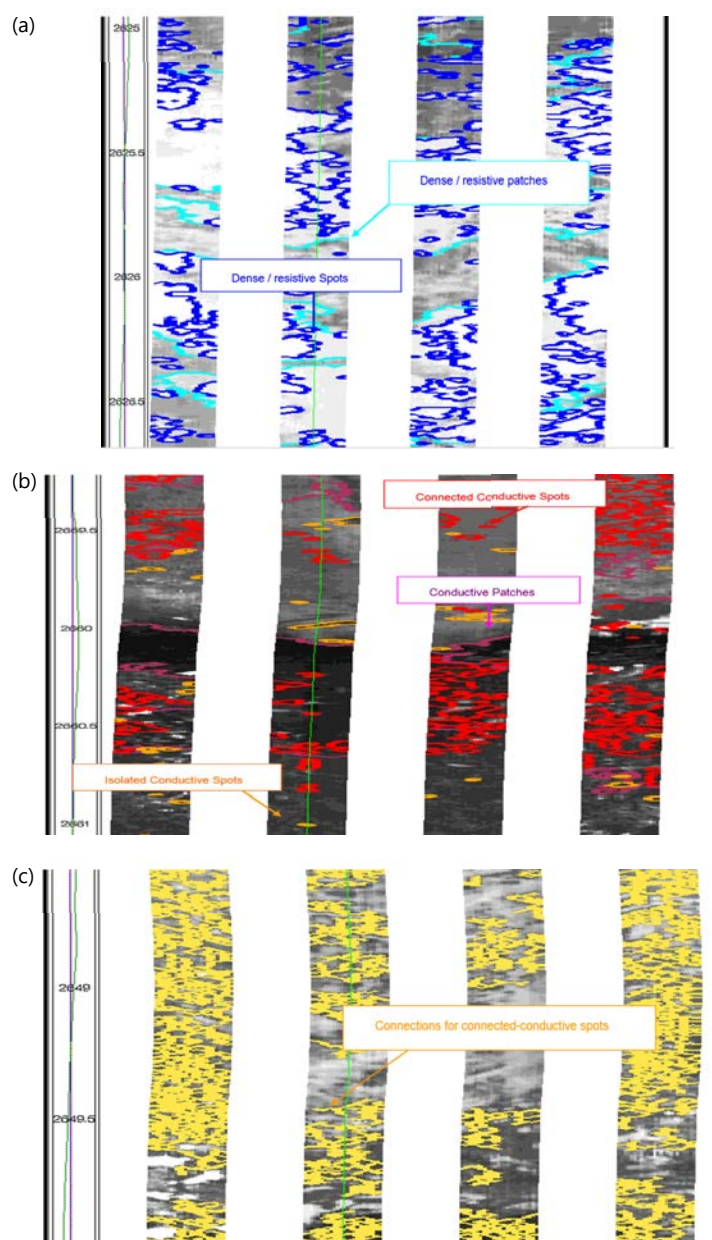 (a)
2625
2625.5
Dense / resistive patches
2626
Dense / resistive Spots
2626.5
(b)
Connected Conductive Spots
2659.5
Conductive Patches
2660
2660.5
Isolated Conductive Spots
2661
(c)
2649
Connections for connected-conductive spots
2649.5